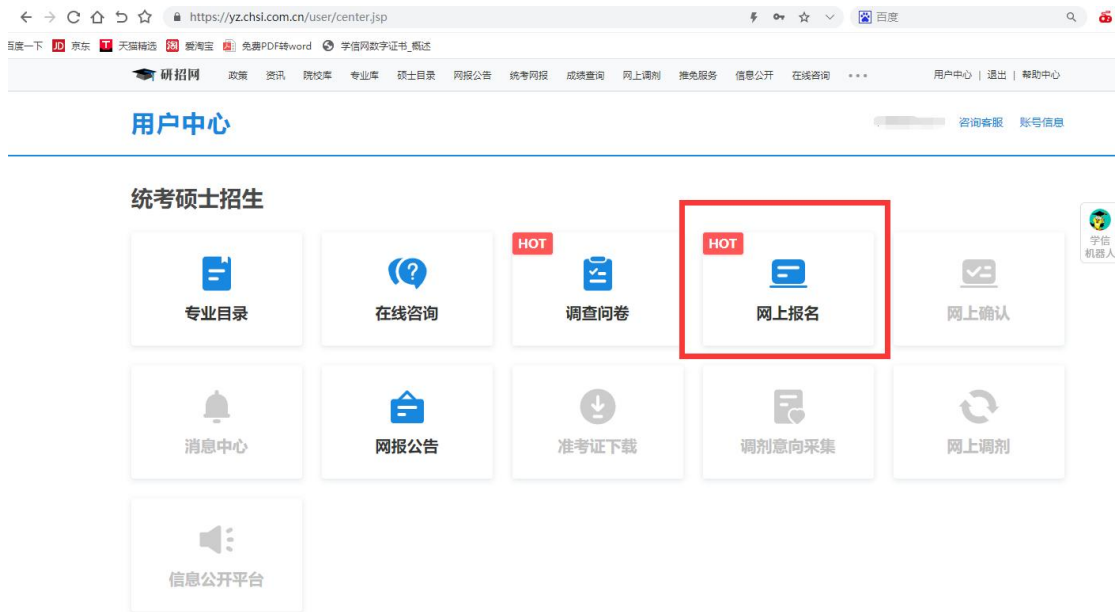 https://yz.chsi.com.cn/user/center.jsp 百度
百度一下 JD 京东 T 天猫精选 淘 爱淘宝 免费PDF转word 学信网数字证书_概述
研招网 政策 资讯 院校库 专业库 硕士目录 网报公告 统考网报 成绩查询 网上调剂 推免服务 信息公开 在线咨询 ••• 用户中心 | 退出 | 帮助中心
用户中心 咨询客服 账号信息
统考硕士招生
HOT HOT
专业目录 在线咨询 调查问卷 网上报名 网上确认
学信
机器人
消息中心 网报公告 准考证下载 调剂意向采集 网上调剂
信息公开平台